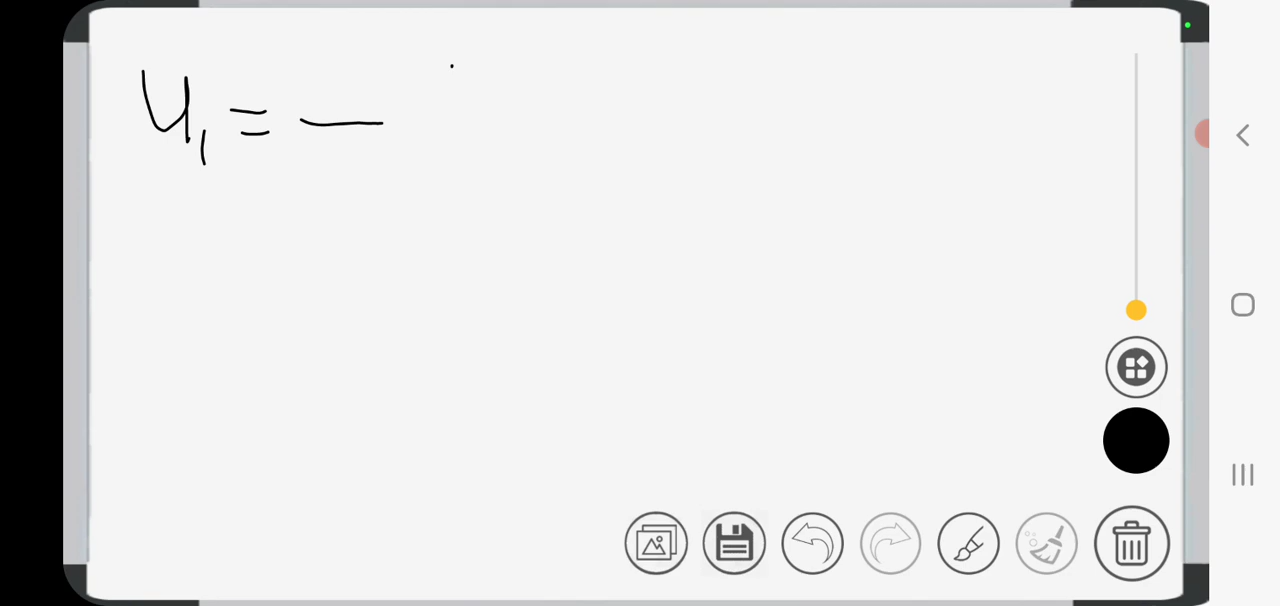 U₁ = —